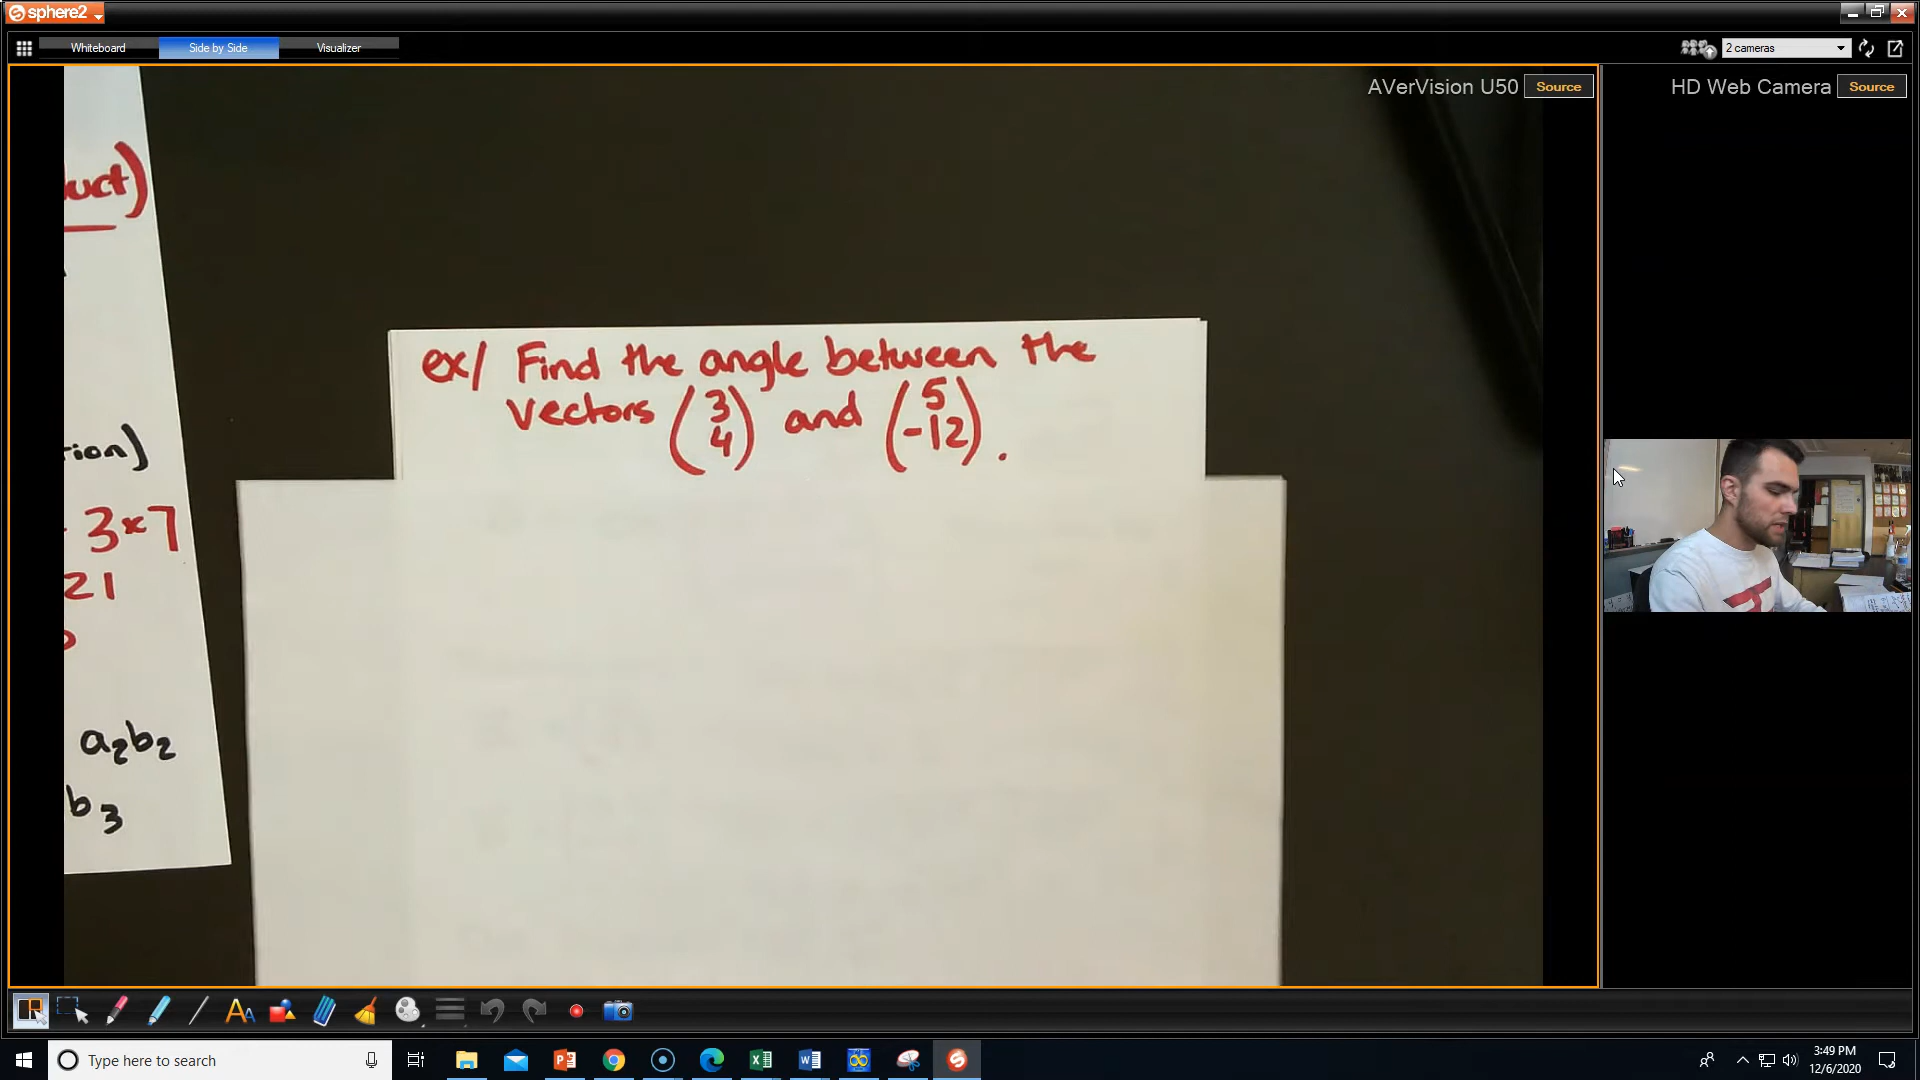 sphere2
Whiteboard
Side by Side
Visualizer
2 cameras
AVerVision U50
Source
HD Web Camera
Source
uct)
tion)
3×7
21
a₂b₂
b₃
ex/ Find the angle between the
vectors (3 4) and (5 -12).
Type here to search
3:49 PM
12/6/2020